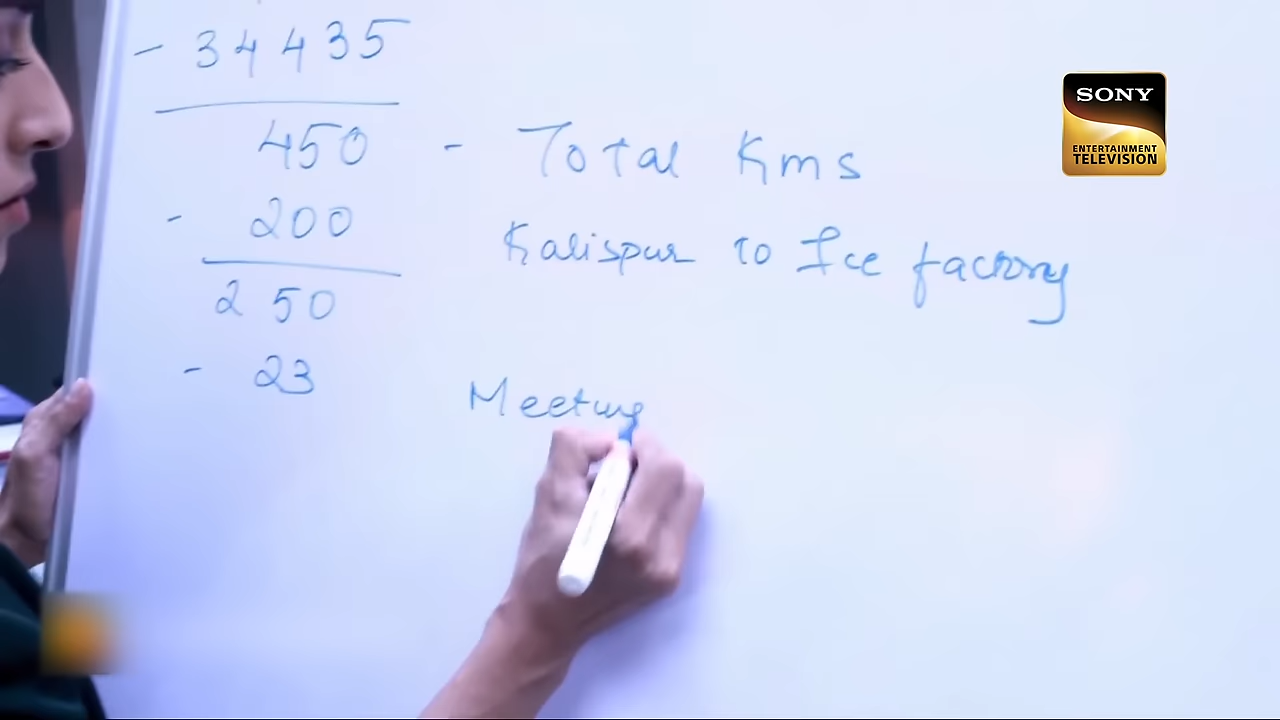 - 34435
450 - Total Kms
- 200 Kalispur to Ice factory
250
- 23 Meeting
SONY
ENTERTAINMENT
TELEVISION